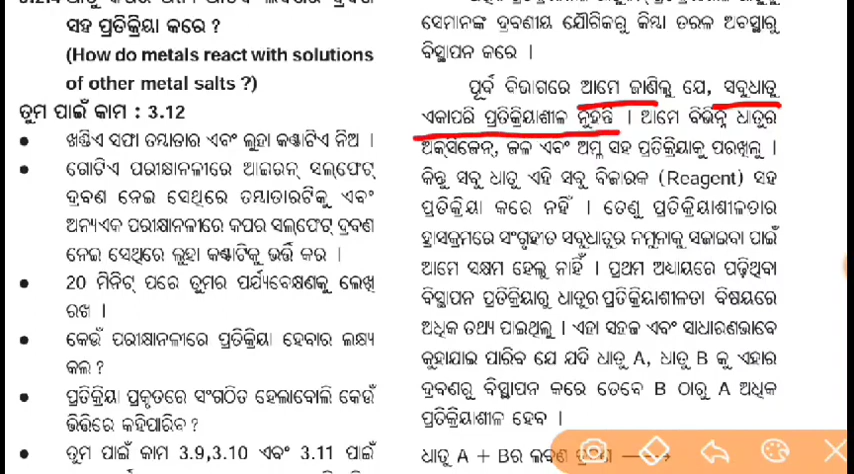 ସହ ପ୍ରତିକ୍ରିୟା କରେ ?
(How do metals react with solutions
of other metal salts ?)
ତୁମ ପାଇଁ କାମ : 3.12
● ଖଣ୍ଡିଏ ସଫା ତମ୍ବାତାର ଏବଂ ଲୁହା କଣ୍ଟାଟିଏ ନିଅ ।
● ଗୋଟିଏ ପରୀକ୍ଷାନଳୀରେ ଆଇରନ୍ ସଲ୍‌ଫେଟ୍
ଦ୍ରବଣ ନେଇ ସେଥିରେ ତମ୍ବାତାରଟିକୁ ଏବଂ
ଅନ୍ୟଏକ ପରୀକ୍ଷାନଳୀରେ କପର ସଲ୍‌ଫେଟ୍ ଦ୍ରବଣ
ନେଇ ସେଥିରେ ଲୁହା କଣ୍ଟାଟିକୁ ଭର୍ତ୍ତି କର ।
● 20 ମିନିଟ୍ ପରେ ତୁମର ପର୍ଯ୍ୟବେକ୍ଷଣକୁ ଲେଖି
ରଖ ।
● କେଉଁ ପରୀକ୍ଷାନଳୀରେ ପ୍ରତିକ୍ରିୟା ହେବାର ଲକ୍ଷ୍ୟ
କଲ ?
● ପ୍ରତିକ୍ରିୟା ପ୍ରକୃତରେ ସଂଗଠିତ ହେଲାବୋଲି କେଉଁ
ଭିତ୍ତିରେ କହିପାରିବ ?
● ତୁମ ପାଇଁ କାମ 3.9,3.10 ଏବଂ 3.11 ପାଇଁ
ସେମାନଙ୍କ ଦ୍ରବଣୀୟ ଯୌଗିକରୁ କିମ୍ବା ତରଳ ଅବସ୍ଥାରୁ
ବିସ୍ଥାପନ କରେ ।
ପୂର୍ବ ବିଭାଗରେ ଆମେ ଜାଣିଲୁ ଯେ, ସବୁଧାତୁ
ଏକାପରି ପ୍ରତିକ୍ରିୟାଶୀଳ ନୁହନ୍ତି । ଆମେ ବିଭିନ୍ନ ଧାତୁର
ଅକ୍‌ସିଜେନ୍, ଜଳ ଏବଂ ଅମ୍ଳ ସହ ପ୍ରତିକ୍ରିୟାକୁ ପରଖିଲୁ ।
କିନ୍ତୁ ସବୁ ଧାତୁ ଏହି ସବୁ ବିକାରକ (Reagent) ସହ
ପ୍ରତିକ୍ରିୟା କରେ ନାହିଁ । ତେଣୁ ପ୍ରତିକ୍ରିୟାଶୀଳତାର
ହ୍ରାସକ୍ରମରେ ସଂଗୃହୀତ ସବୁଧାତୁର ନମୁନାକୁ ସଜାଇବା ପାଇଁ
ଆମେ ସକ୍ଷମ ହେଲୁ ନାହିଁ । ପ୍ରଥମ ଅଧ୍ୟାୟରେ ପଢ଼ିଥିବା
ବିସ୍ଥାପନ ପ୍ରତିକ୍ରିୟାରୁ ଧାତୁର ପ୍ରତିକ୍ରିୟାଶୀଳତା ବିଷୟରେ
ଅଧିକ ତଥ୍ୟ ପାଇଥିଲୁ । ଏହା ସହଜ ଏବଂ ସାଧାରଣଭାବେ
କୁହାଯାଇ ପାରିବ ଯେ ଯଦି ଧାତୁ A, ଧାତୁ B କୁ ଏହାର
ଦ୍ରବଣରୁ ବିସ୍ଥାପନ କରେ ତେବେ B ଠାରୁ A ଅଧିକ
ପ୍ରତିକ୍ରିୟାଶୀଳ ହେବ ।
ଧାତୁ A + Bର ଲବଣ